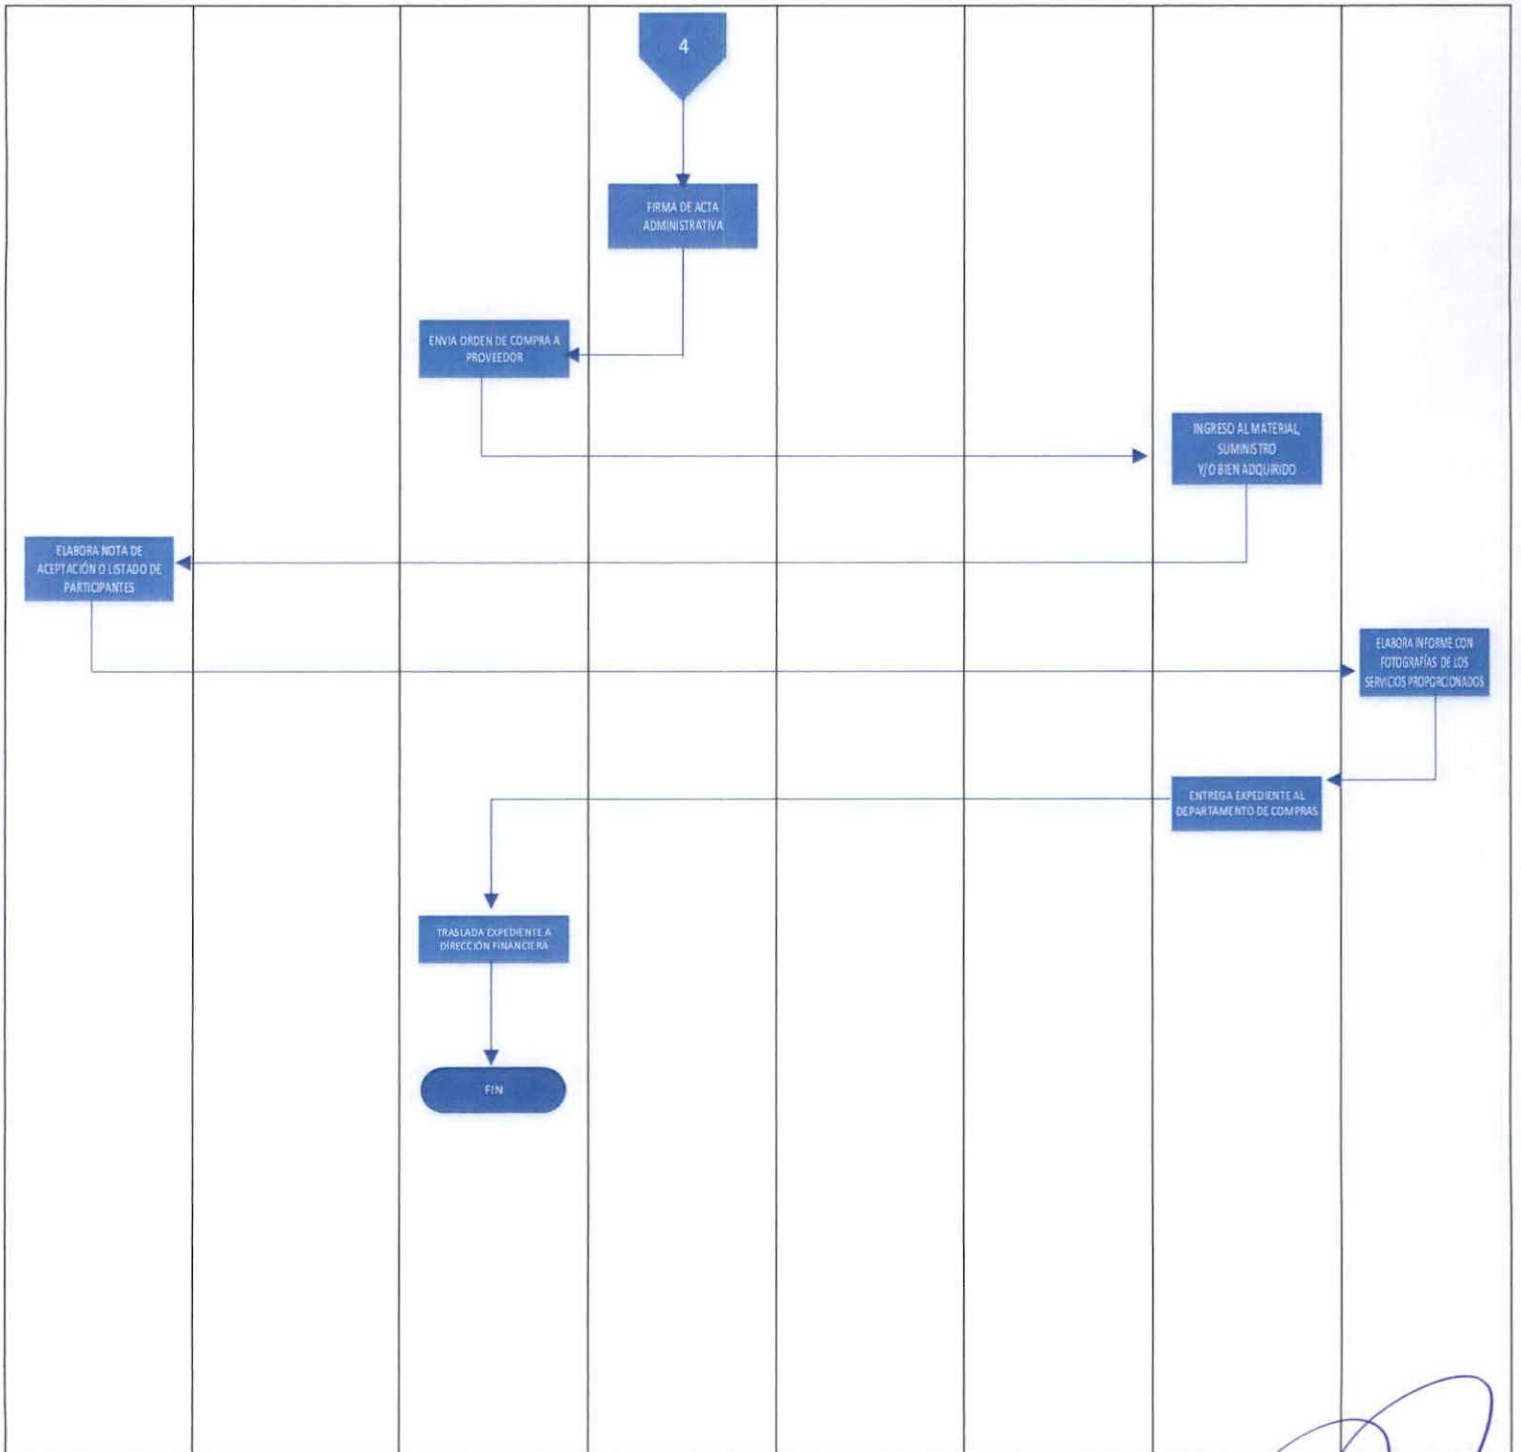 4
FIRMA DE ACTA
ADMINISTRATIVA
ENVIA ORDEN DE COMPRA A
PROVEEDOR
INGRESO AL MATERIAL,
SUMINISTRO
Y/O BIEN ADQUIRIDO
ELABORA NOTA DE
ACEPTACIÓN O LISTADO DE
PARTICIPANTES
ELABORA INFORME CON
FOTOGRAFÍAS DE LOS
SERVICIOS PROPORCIONADOS
ENTREGA EXPEDIENTE AL
DEPARTAMENTO DE COMPRAS
TRASLADA EXPEDIENTE A
DIRECCIÓN FINANCIERA
FIN